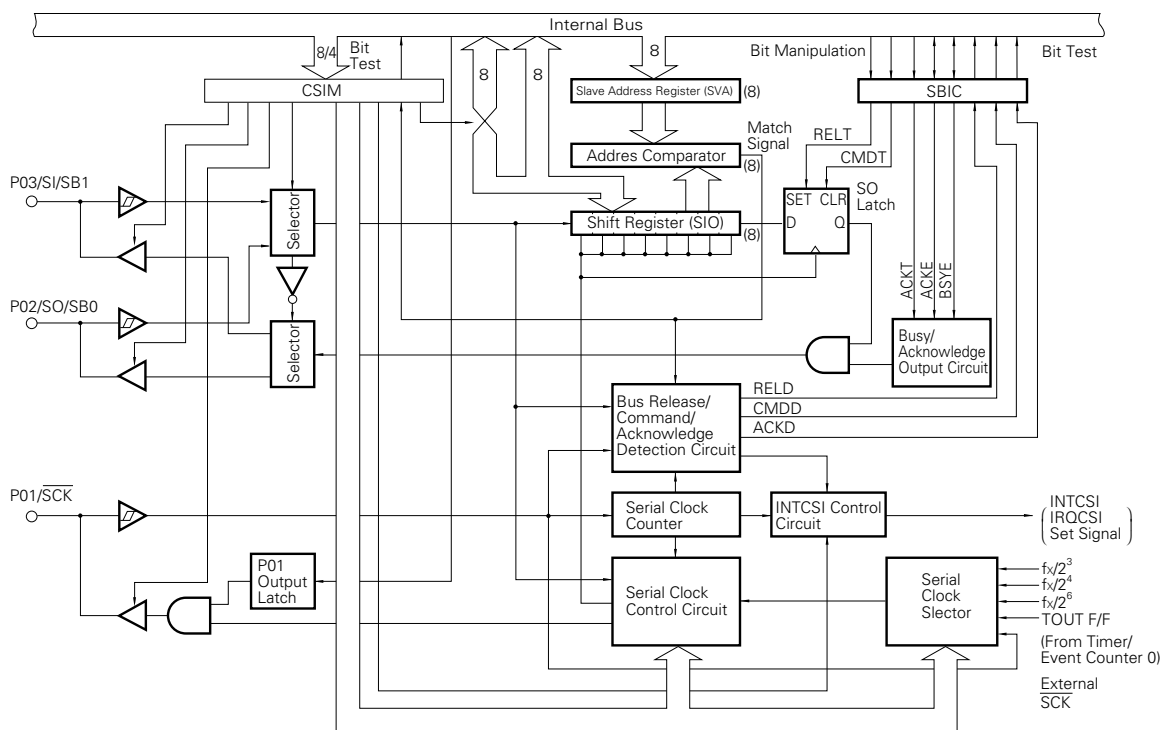 Internal Bus
8/4
Bit
Test
8
8
8
Bit Manipulation
Bit Test
CSIM
Slave Address Register (SVA)
(8)
SBIC
Match
Signal
RELT
CMDT
Addres Comparator
(8)
P03/SI/SB1
Selector
SET CLR
SO
Latch
D
Q
Shift Register (SIO)
(8)
ACKT
ACKE
BSYE
P02/SO/SB0
Selector
Busy/
Acknowledge
Output Circuit
Bus Release/
Command/
Acknowledge
Detection Circuit
RELD
CMDD
ACKD
P01/SCK
Serial Clock
Counter
INTCSI Control
Circuit
INTCSI
IRQCSI
Set Signal
P01
Output
Latch
Serial Clock
Control Circuit
Serial
Clock
Slector
fX/2³
fX/2⁴
fX/2⁶
TOUT F/F
(From Timer/
Event Counter 0)
External
SCK